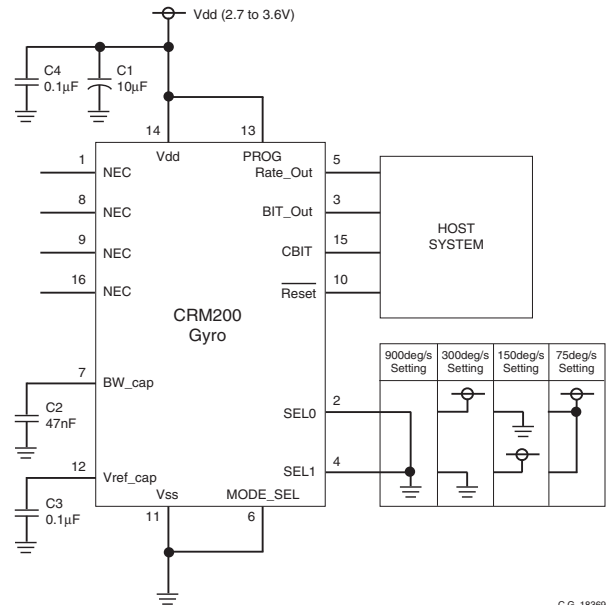 Vdd (2.7 to 3.6V)
C4
0.1µF
C1
10µF
14
13
Vdd
PROG
1
NEC
8
NEC
9
NEC
16
NEC
Rate_Out
5
BIT_Out
3
CBIT
15
Reset
10
HOST
SYSTEM
CRM200
Gyro
7
BW_cap
C2
47nF
12
Vref_cap
C3
0.1µF
SEL0
2
SEL1
4
900deg/s
Setting
300deg/s
Setting
150deg/s
Setting
75deg/s
Setting
Vss
MODE_SEL
11
6
C.G. 18369